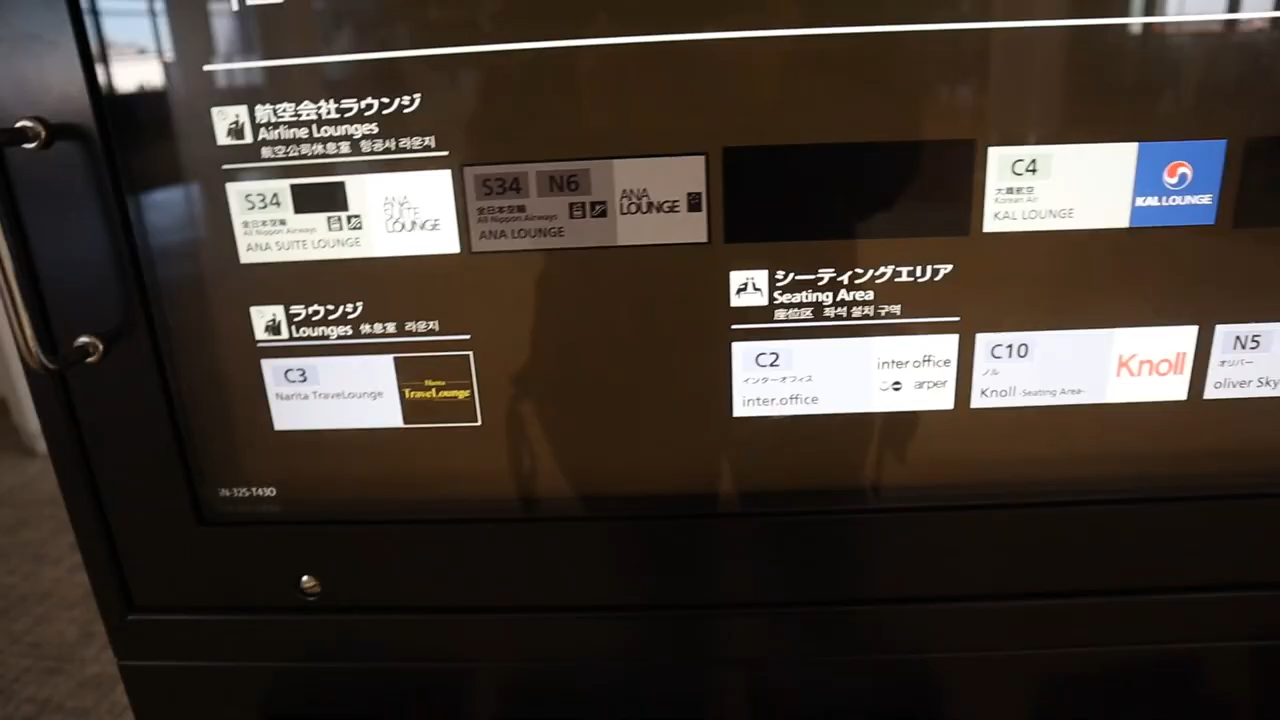 航空会社ラウンジ
Airline Lounges
航空公司休息室 항공사 라운지
S34
全日本空輸
All Nippon Airways
ANA SUITE LOUNGE
ANA
SUITE
LOUNGE
S34 N6
全日本空輸
All Nippon Airways
ANA LOUNGE
ANA
LOUNGE
C4
大韓航空
Korean Air
KAL LOUNGE
KAL LOUNGE
ラウンジ
Lounges 休息室 라운지
C3
Narita TraveLounge
Narita
TraveLounge
シーティングエリア
Seating Area
座位区 좌석 설치 구역
C2
インターオフィス
inter.office
inter office
arper
C10
ノル
Knoll -Seating Area-
Knoll
N5
オリバー
oliver Sky